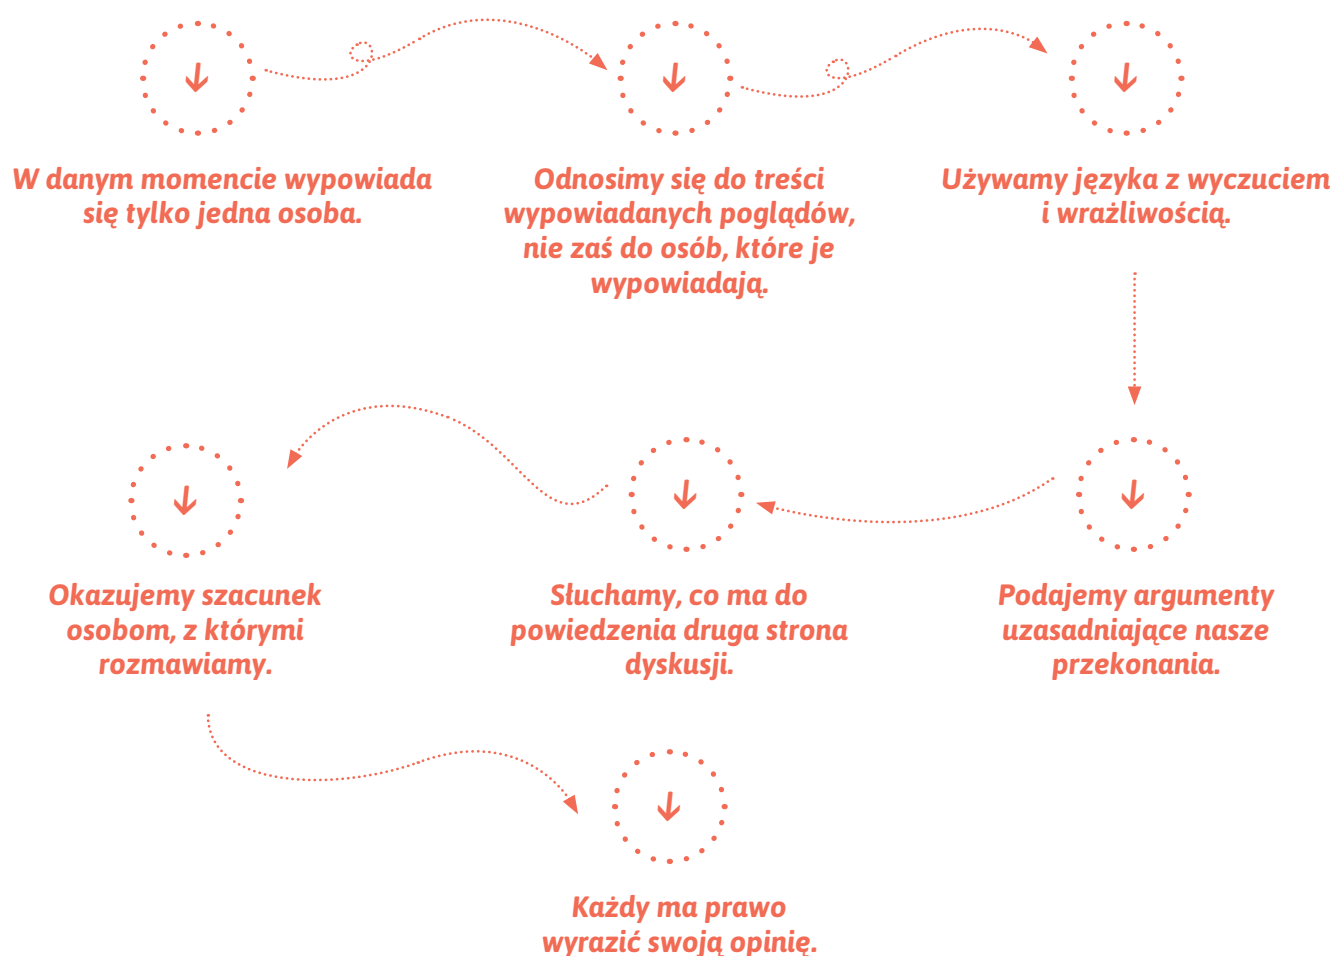 W danym momencie wypowiada
się tylko jedna osoba.
Odnosimy się do treści
wypowiadanych poglądów,
nie zaś do osób, które je
wypowiadają.
Używamy języka z wyczuciem
i wrażliwością.
Podajemy argumenty
uzasadniające nasze
przekonania.
Słuchamy, co ma do
powiedzenia druga strona
dyskusji.
Okazujemy szacunek
osobom, z którymi
rozmawiamy.
Każdy ma prawo
wyrazić swoją opinię.